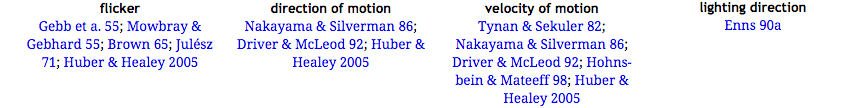 flicker
Gebb et a. 55; Mowbray &
Gebhard 55; Brown 65; Julész
71; Huber & Healey 2005
direction of motion
Nakayama & Silverman 86;
Driver & McLeod 92; Huber &
Healey 2005
velocity of motion
Tynan & Sekuler 82;
Nakayama & Silverman 86;
Driver & McLeod 92; Hohns-
bein & Mateeff 98; Huber &
Healey 2005
lighting direction
Enns 90a